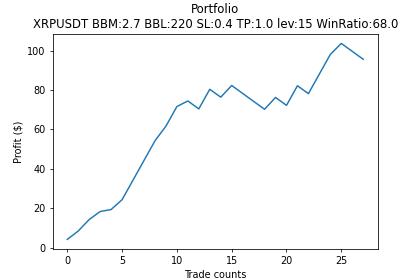 Portfolio
XRPUSDT BBM:2.7 BBL:220 SL:0.4 TP:1.0 lev:15 WinRatio:68.0
100
80
60
40
20
0
Profit ($)
0 5 10 15 20 25
Trade counts